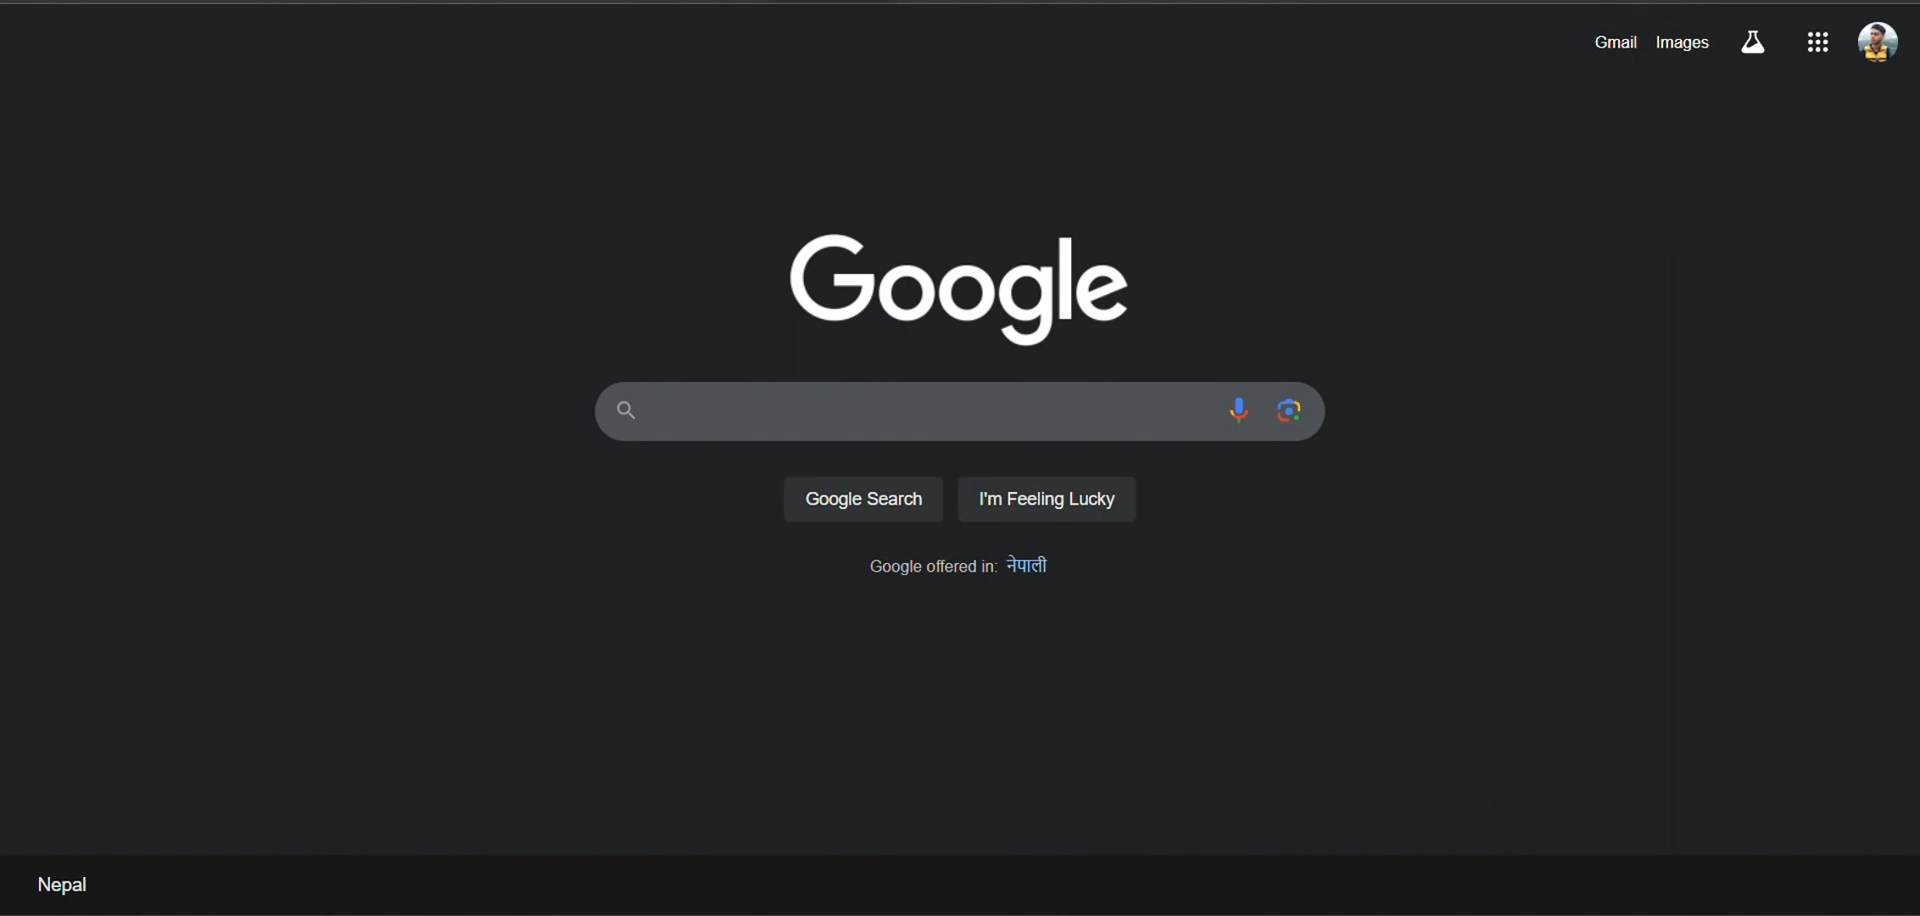 Gmail Images
Google
Google Search I'm Feeling Lucky
Google offered in: नेपाली
Nepal